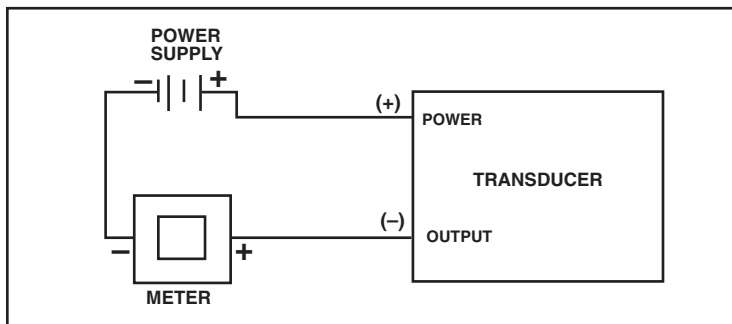 POWER
SUPPLY
– +
(+)
POWER
TRANSDUCER
(–)
OUTPUT
– +
METER